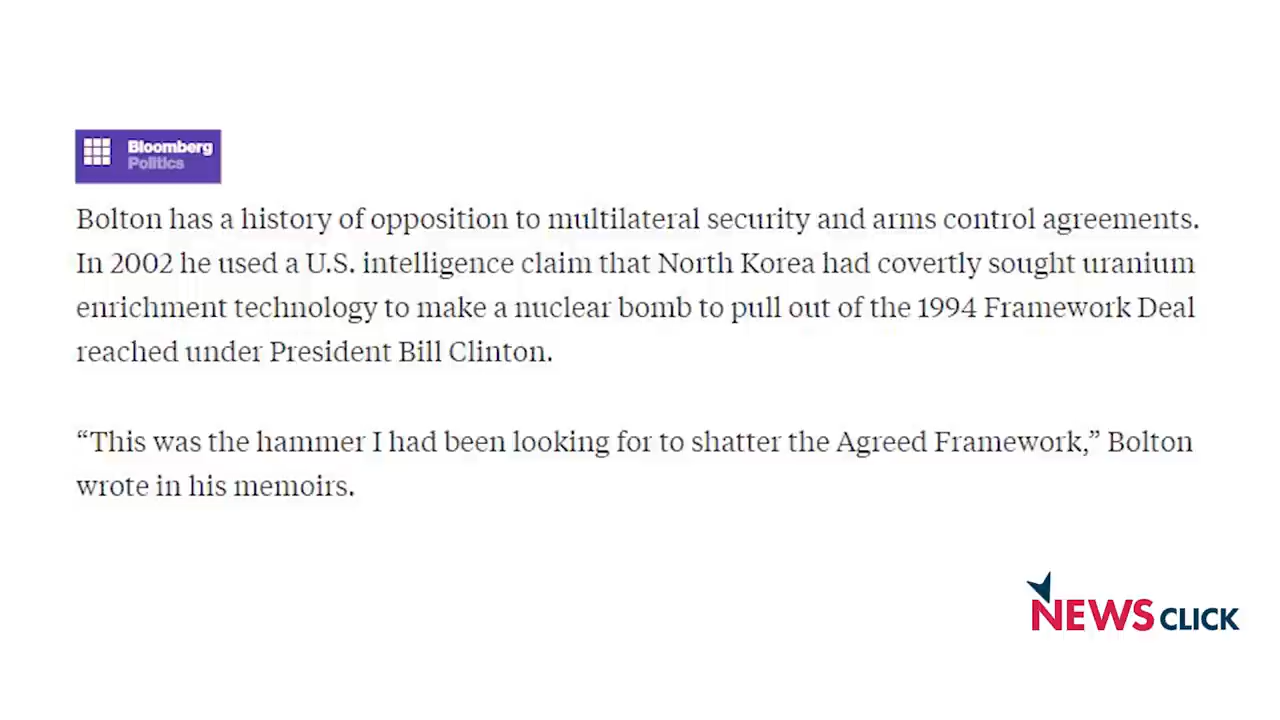 Bloomberg
Politics
Bolton has a history of opposition to multilateral security and arms control agreements.
In 2002 he used a U.S. intelligence claim that North Korea had covertly sought uranium
enrichment technology to make a nuclear bomb to pull out of the 1994 Framework Deal
reached under President Bill Clinton.
“This was the hammer I had been looking for to shatter the Agreed Framework,” Bolton
wrote in his memoirs.
NEWSCLICK